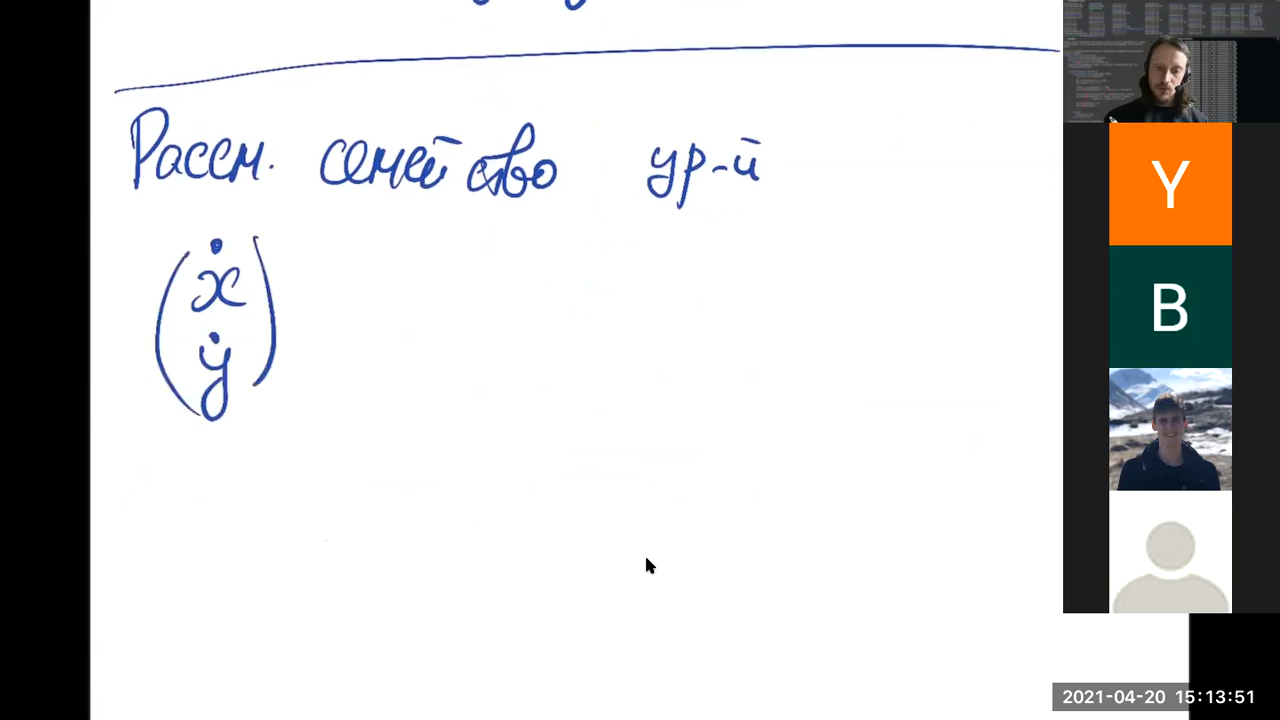 Рассм. семейство ур-й
(ẋ
ẏ)
Y
B
2021-04-20 15:13:51